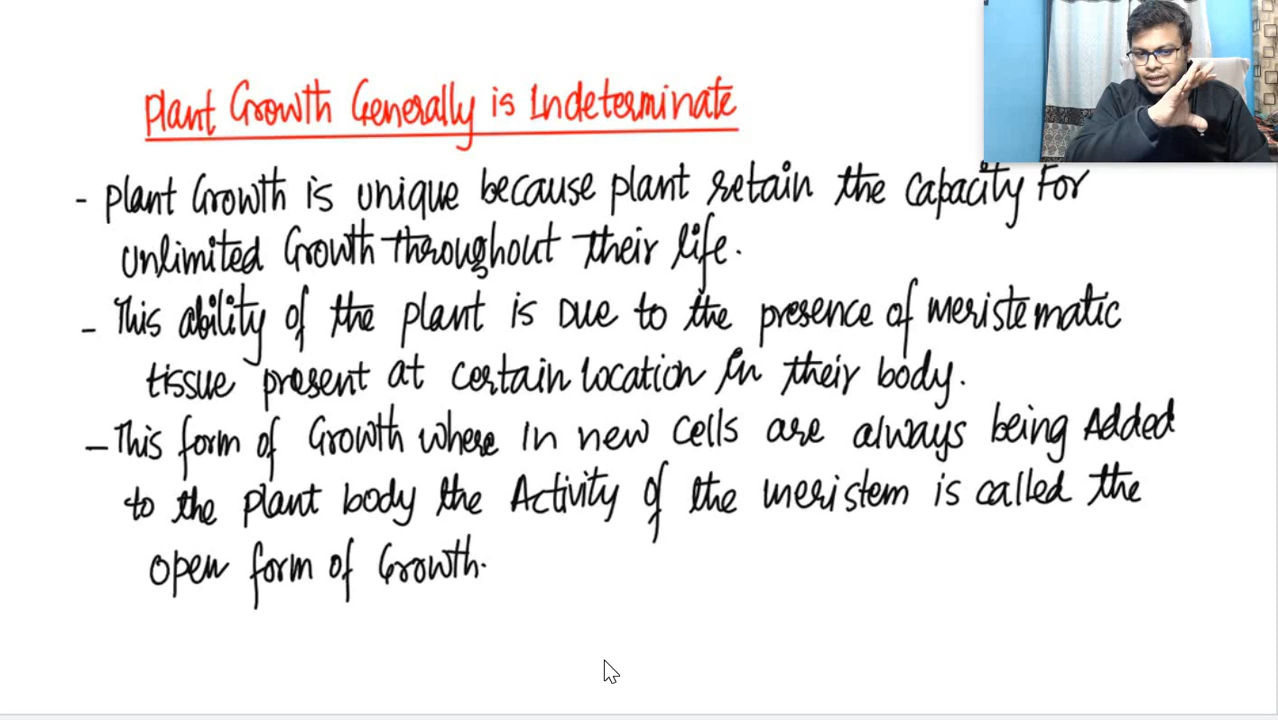 Plant Growth Generally is Indeterminate
- Plant Growth is unique because plant retain the capacity For
unlimited Growth throughout their life.
- This ability of the plant is Due to the presence of meristematic
tissue present at certain location in their body.
- This form of Growth where in new cells are always being Added
to the plant body the Activity of the meristem is called the
open form of Growth.